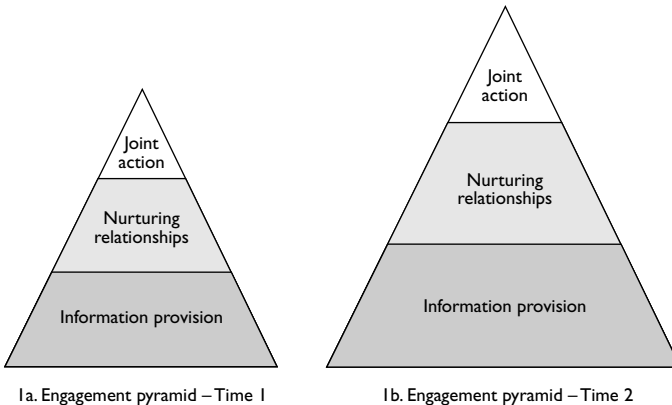 Joint
action
Nurturing
relationships
Information provision
1a. Engagement pyramid – Time 1
Joint
action
Nurturing
relationships
Information provision
1b. Engagement pyramid – Time 2